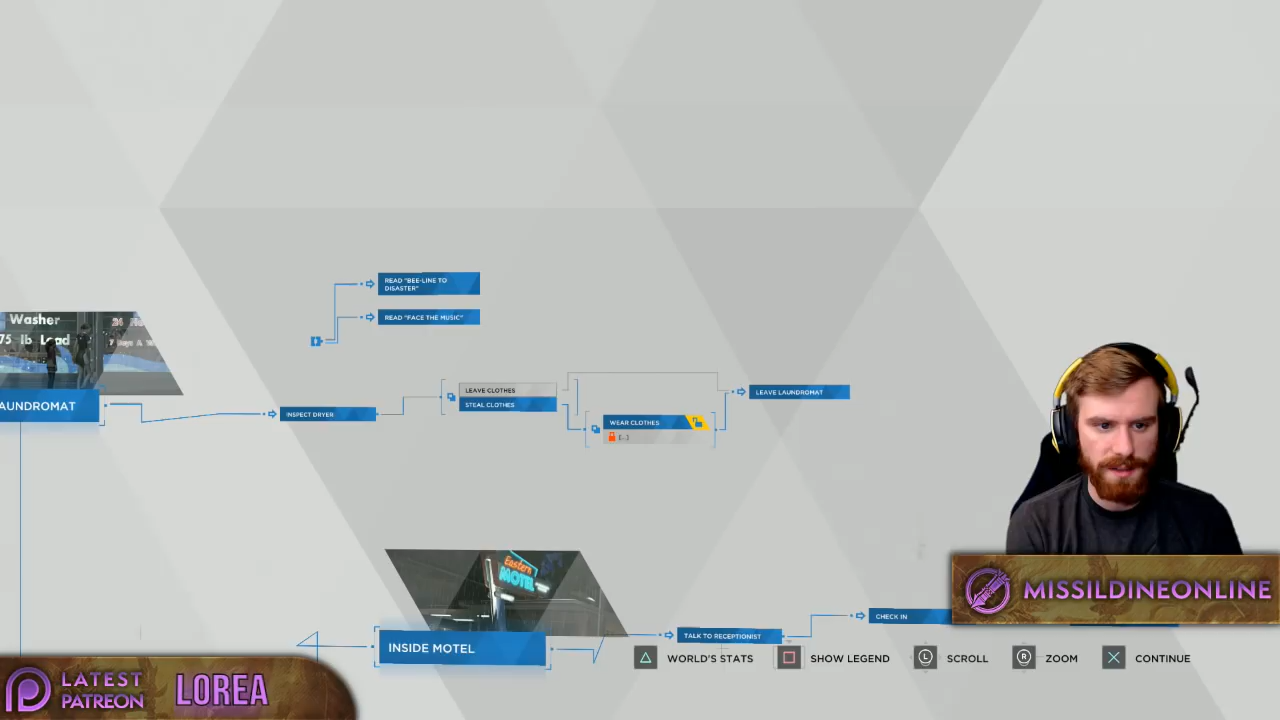 READ "BEE-LINE TO
DISASTER"
READ "FACE THE MUSIC"
Washer
75 lb Load
AUNDROMAT
INSPECT DRYER
LEAVE CLOTHES
STEAL CLOTHES
WEAR CLOTHES
[...]
LEAVE LAUNDROMAT
Eastern
MOTEL
INSIDE MOTEL
TALK TO RECEPTIONIST
CHECK IN
WORLD'S STATS
SHOW LEGEND
L
SCROLL
R
ZOOM
CONTINUE
MISSILDINEONLINE
LATEST
PATREON
LOREA